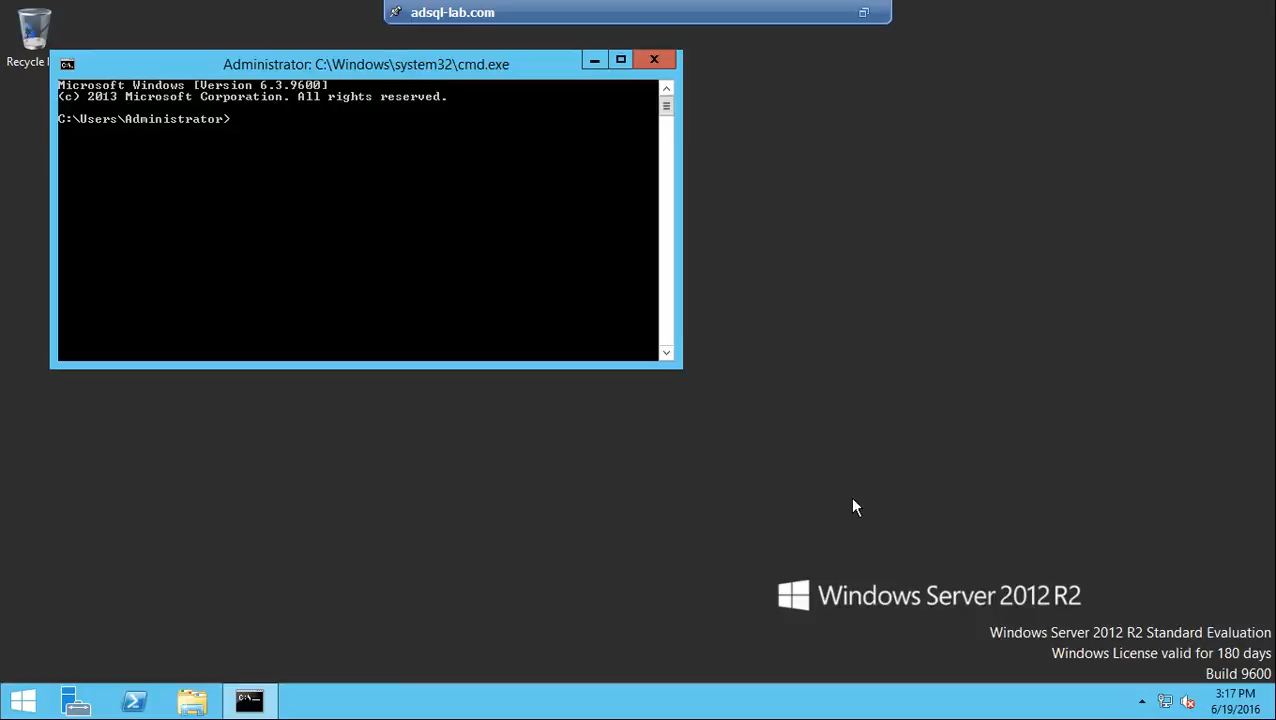 adsql-lab.com
Recycle
Administrator: C:\Windows\system32\cmd.exe
Microsoft Windows [Version 6.3.9600]
(c) 2013 Microsoft Corporation. All rights reserved.
C:\Users\Administrator>
Windows Server 2012 R2
Windows Server 2012 R2 Standard Evaluation
Windows License valid for 180 days
Build 9600
3:17 PM
6/19/2016